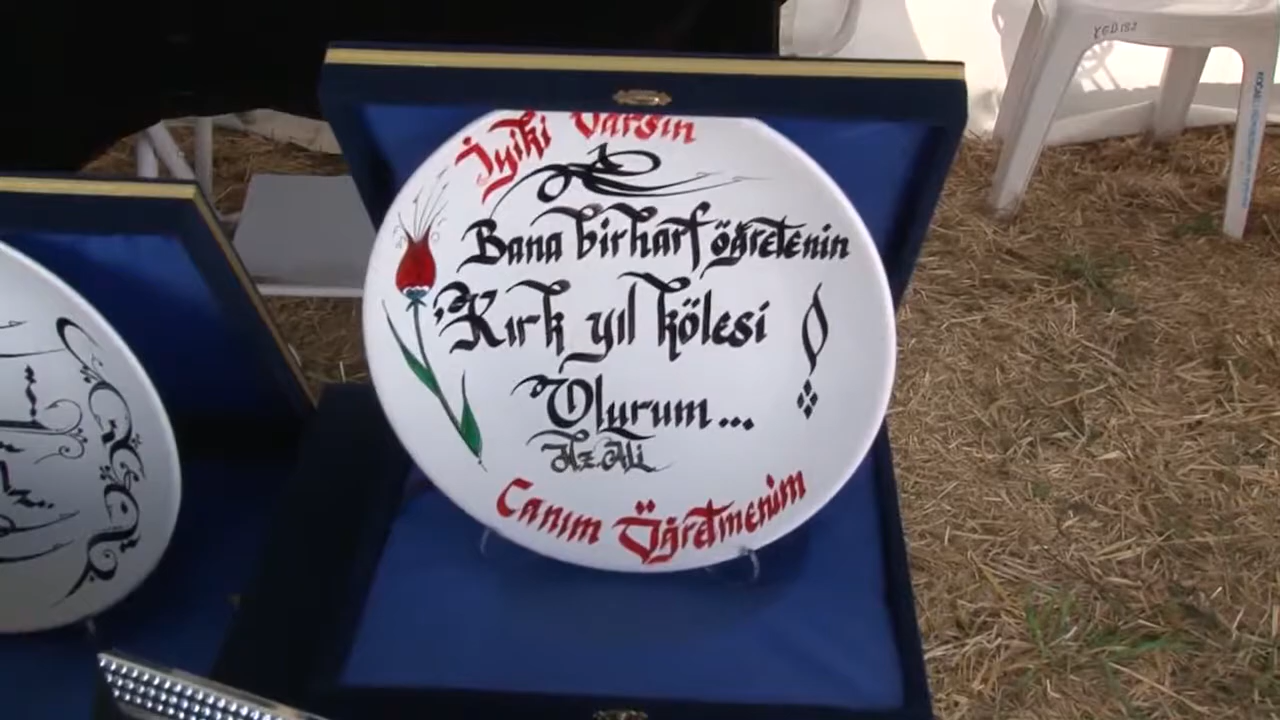 İyiki Varsın
Bana bir harf öğretenin
Kırk yıl kölesi
Olurum...
Hz. Ali
Canım Öğretmenim